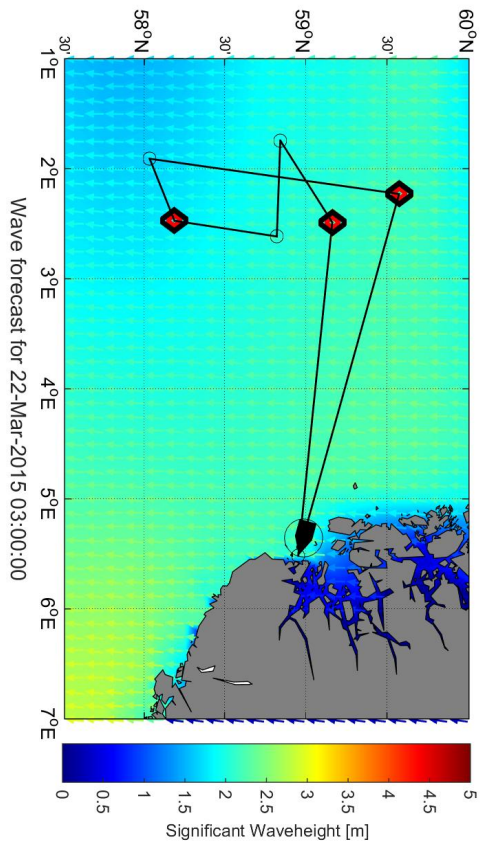 30'
58°N
30'
59°N
30'
60°N
1°E
2°E
3°E
4°E
5°E
6°E
7°E
Wave forecast for 22-Mar-2015 03:00:00
0
0.5
1
1.5
2
2.5
3
3.5
4
4.5
5
Significant Waveheight [m]